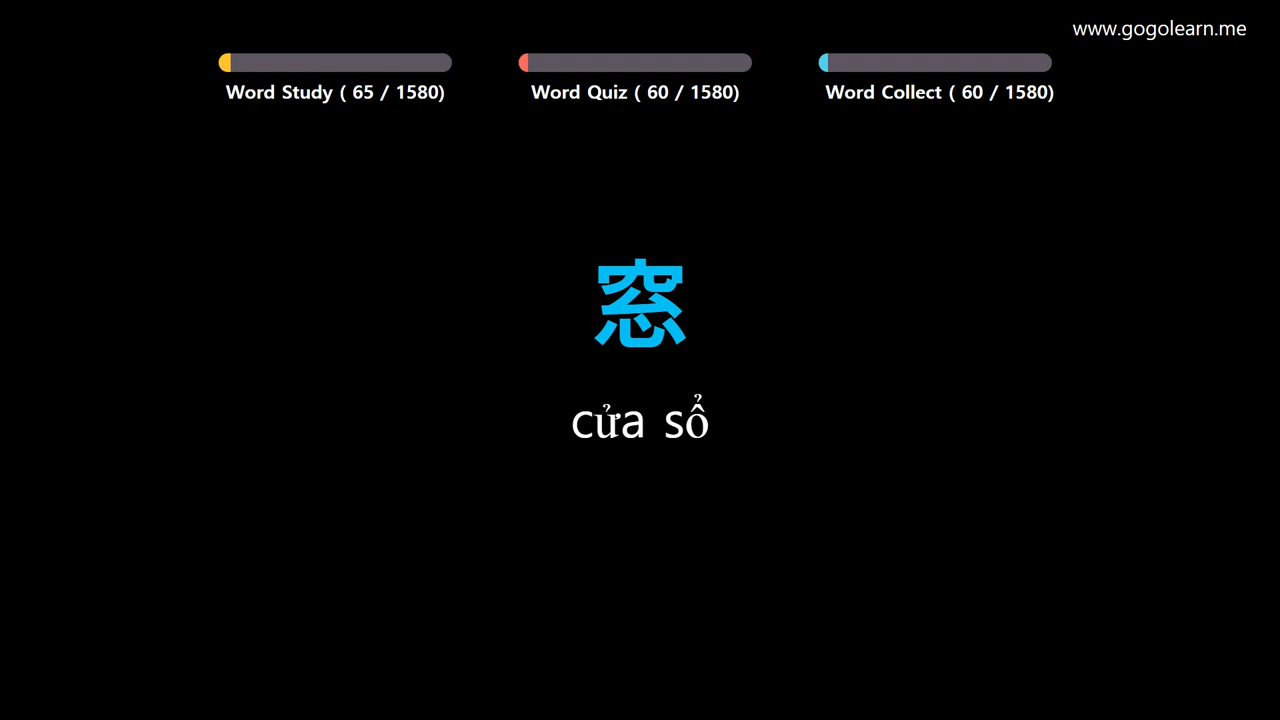 www.gogolearn.me
Word Study ( 65 / 1580)
Word Quiz ( 60 / 1580)
Word Collect ( 60 / 1580)
窓
cửa sổ